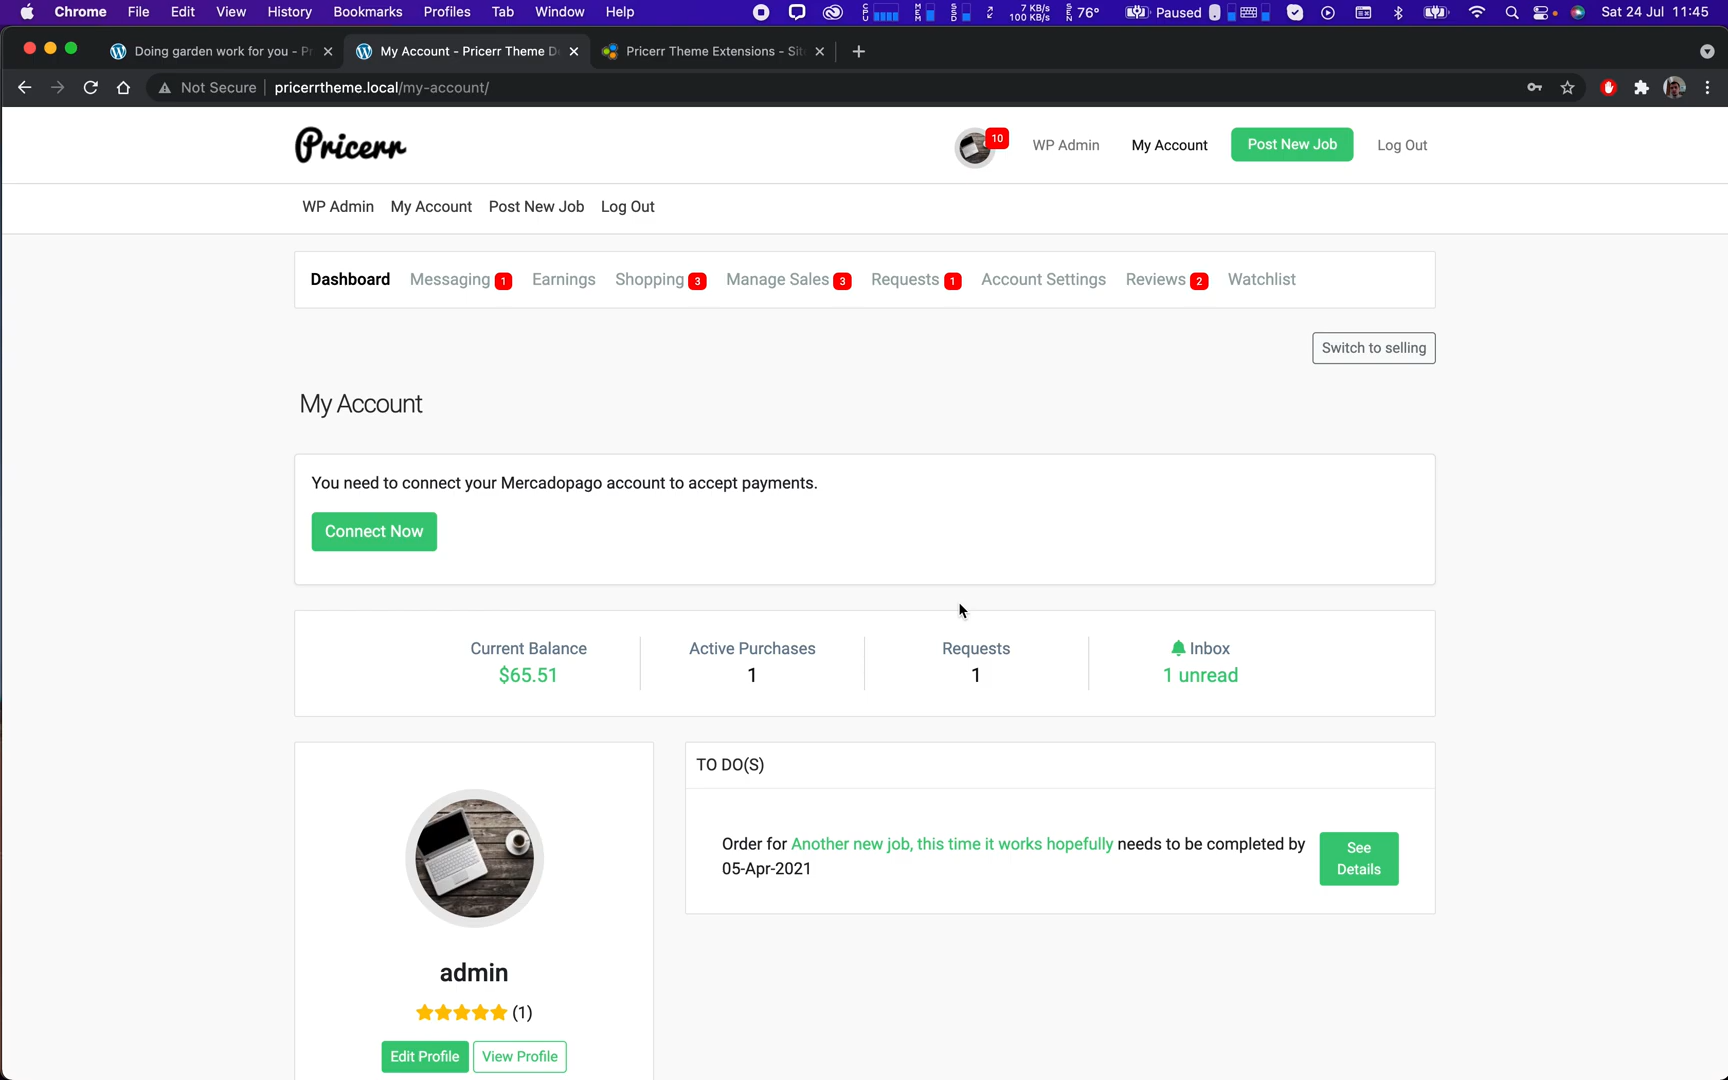 Chrome File Edit View History Bookmarks Profiles Tab Window Help 7 KB/s 100 KB/s 76° Paused Sat 24 Jul 11:45
Doing garden work for you - Pr My Account - Pricerr Theme D Pricerr Theme Extensions - Sit
Not Secure pricerrtheme.local/my-account/
Pricerr 10 WP Admin My Account Post New Job Log Out
WP Admin My Account Post New Job Log Out
Dashboard Messaging 1 Earnings Shopping 3 Manage Sales 3 Requests 1 Account Settings Reviews 2 Watchlist
Switch to selling
My Account
You need to connect your Mercadopago account to accept payments.
Connect Now
Current Balance Active Purchases Requests Inbox
$65.51 1 1 1 unread
TO DO(S)
Order for Another new job, this time it works hopefully needs to be completed by
05-Apr-2021
See
Details
admin
(1)
Edit Profile View Profile